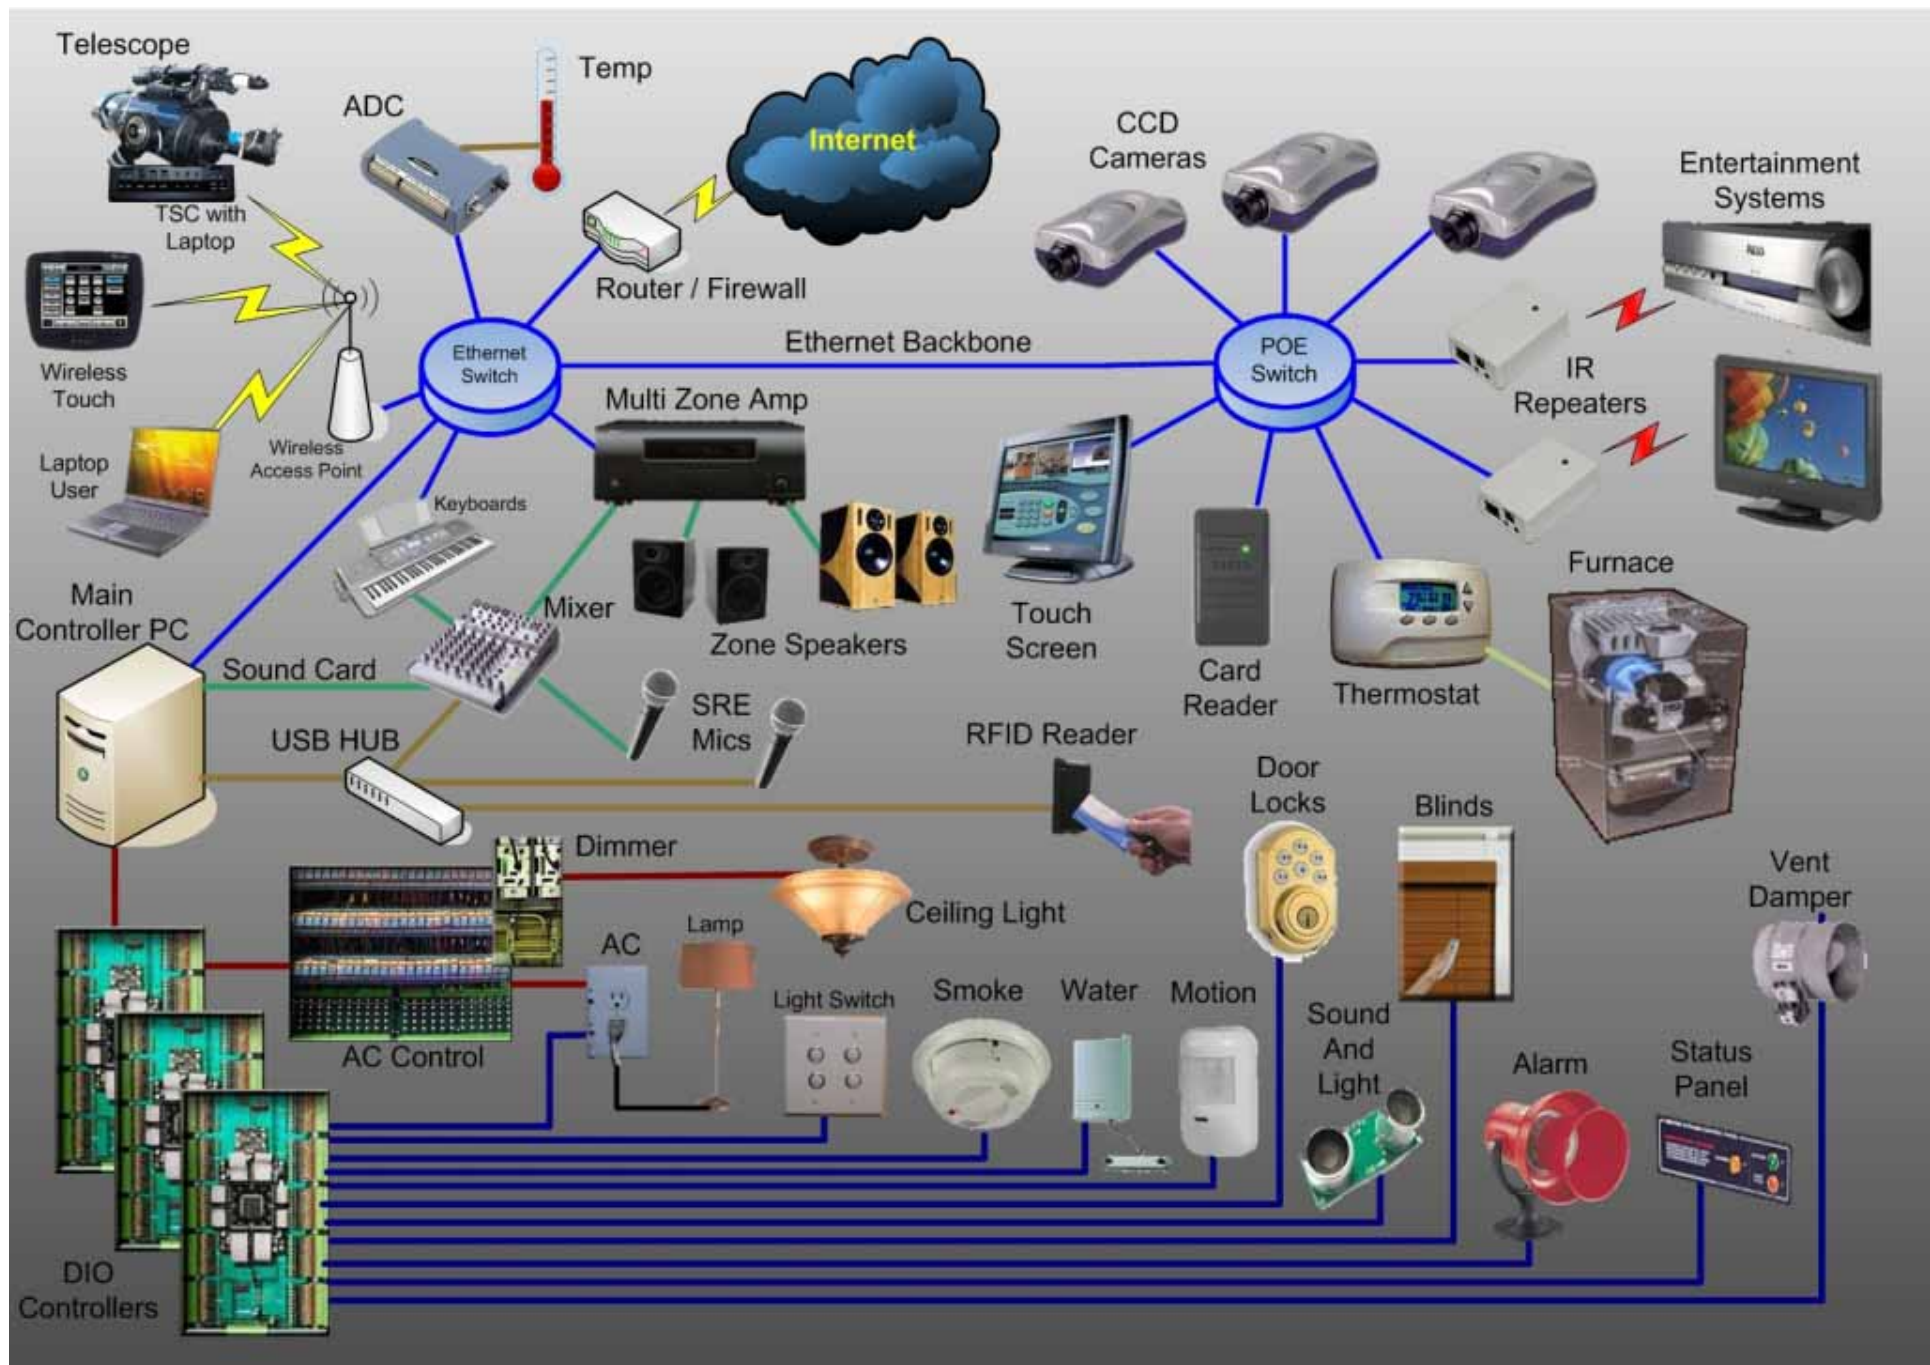 Telescope
TSC with
Laptop
ADC
Temp
Internet
Router / Firewall
CCD
Cameras
Entertainment
Systems
Wireless
Touch
Ethernet
Switch
Ethernet Backbone
POE
Switch
IR
Repeaters
Laptop
User
Wireless
Access Point
Multi Zone Amp
Keyboards
Main
Controller PC
Mixer
Zone Speakers
Touch
Screen
Card
Reader
Thermostat
Furnace
Sound Card
SRE
Mics
USB HUB
RFID Reader
Door
Locks
Blinds
Dimmer
Ceiling Light
Vent
Damper
AC
Lamp
AC Control
Light Switch
Smoke
Water
Motion
Sound
And
Light
Alarm
Status
Panel
DIO
Controllers